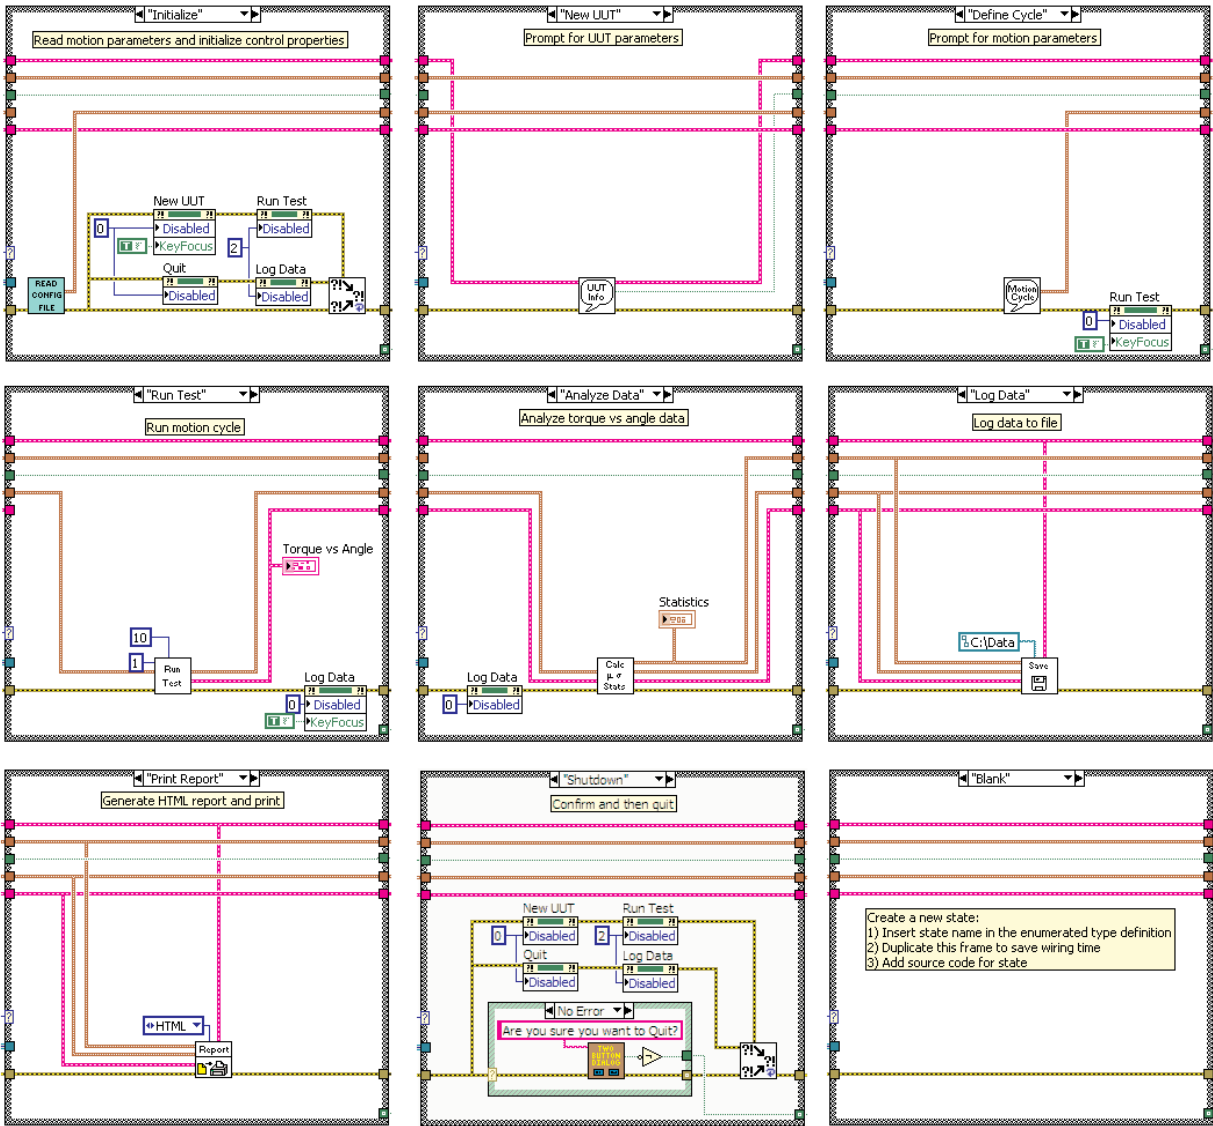 "Initialize"
Read motion parameters and initialize control properties
New UUT
Run Test
0
Disabled
Disabled
T F
KeyFocus
2
Quit
Log Data
READ
CONFIG
FILE
Disabled
Disabled
?!
?!
?!
?
"New UUT"
Prompt for UUT parameters
UUT
Info
?
"Define Cycle"
Prompt for motion parameters
Motion
Cycle
Run Test
0
Disabled
T F
KeyFocus
?
"Run Test"
Run motion cycle
Torque vs Angle
10
1
Run
Test
Log Data
0
Disabled
T F
KeyFocus
?
"Analyze Data"
Analyze torque vs angle data
Statistics
Calc
μ σ
Stats
Log Data
0
Disabled
?
"Log Data"
Log data to file
C:\Data
Save
?
"Print Report"
Generate HTML report and print
HTML
Report
?
"Shutdown"
Confirm and then quit
New UUT
Run Test
0
Disabled
2
Disabled
Quit
Log Data
Disabled
Disabled
No Error
Are you sure you want to Quit?
TWO
BUTTON
DIALOG
?!
?!
?!
?
"Blank"
Create a new state:
1) Insert state name in the enumerated type definition
2) Duplicate this frame to save wiring time
3) Add source code for state
?